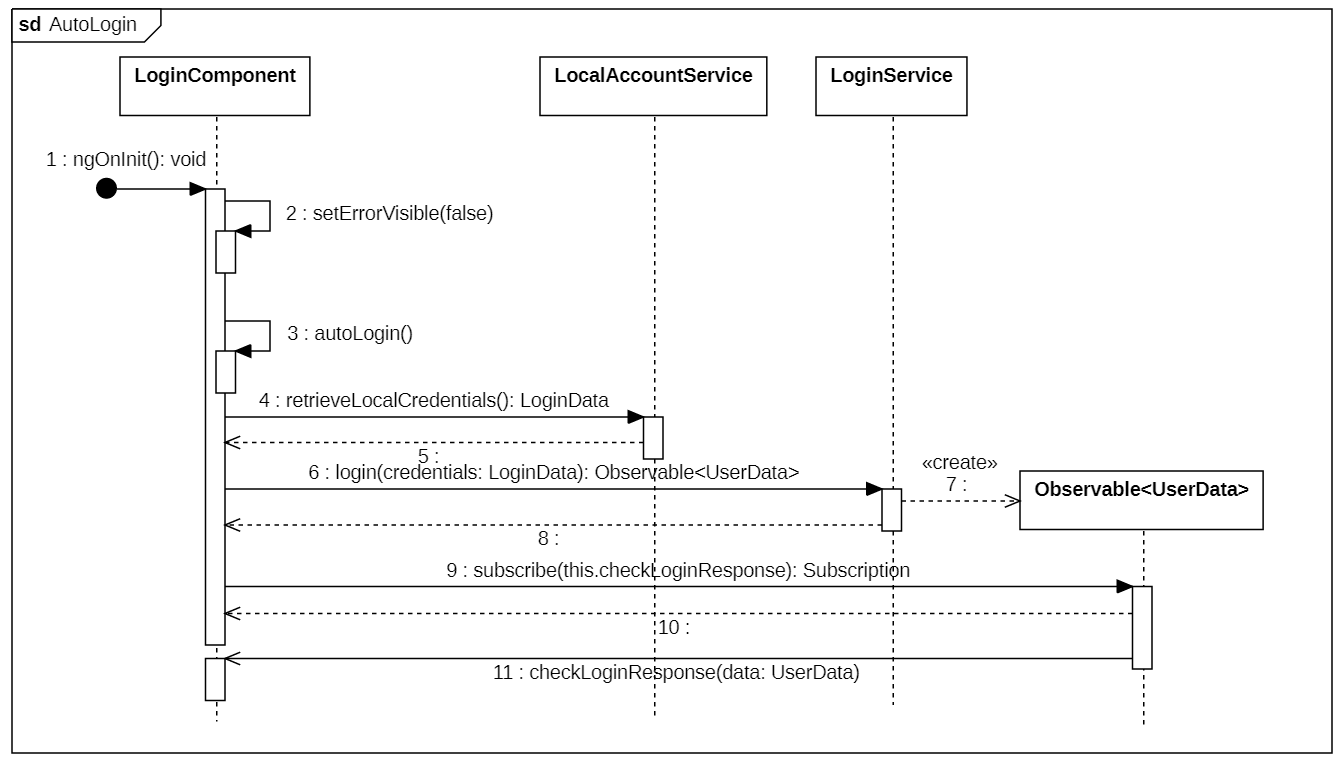 sd AutoLogin
LoginComponent
LocalAccountService
LoginService
1 : ngOnInit(): void
2 : setErrorVisible(false)
3 : autoLogin()
4 : retrieveLocalCredentials(): LoginData
5 :
6 : login(credentials: LoginData): Observable<UserData>
«create»
7 :
Observable<UserData>
8 :
9 : subscribe(this.checkLoginResponse): Subscription
10 :
11 : checkLoginResponse(data: UserData)